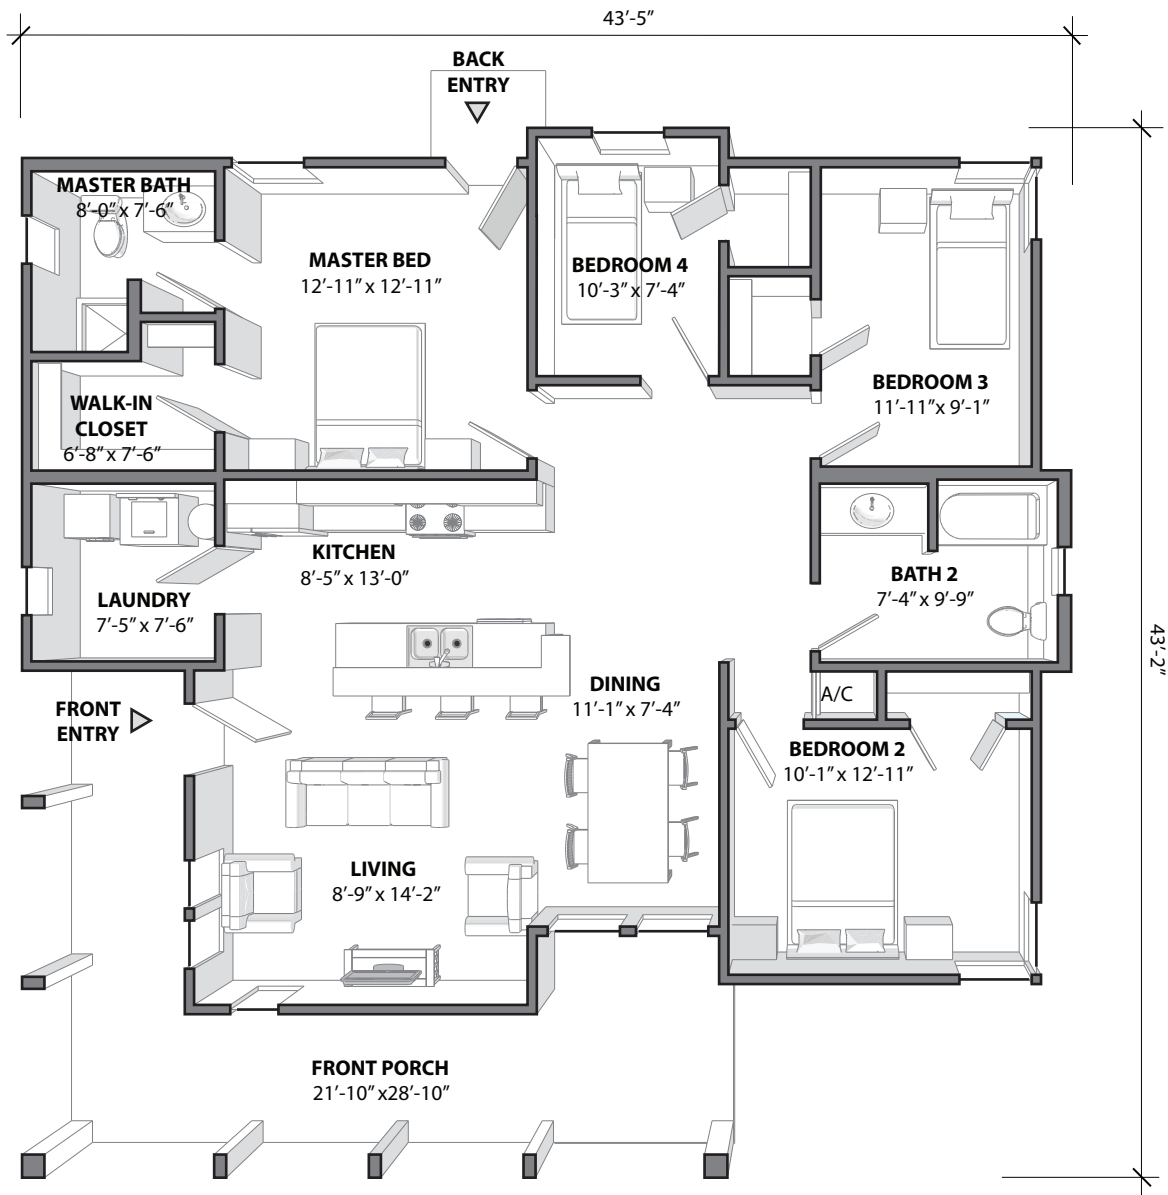 43′-5″
BACK
ENTRY
MASTER BATH
8′-0″ x 7′-6″
MASTER BED
12′-11″ x 12′-11″
BEDROOM 4
10′-3″ x 7′-4″
BEDROOM 3
11′-11″x 9′-1″
WALK-IN
CLOSET
6′-8″ x 7′-6″
KITCHEN
8′-5″ x 13′-0″
BATH 2
7′-4″ x 9′-9″
LAUNDRY
7′-5″ x 7′-6″
43′-2″
FRONT
ENTRY
DINING
11′-1″ x 7′-4″
A/C
BEDROOM 2
10′-1″ x 12′-11″
LIVING
8′-9″ x 14′-2″
FRONT PORCH
21′-10″ x28′-10″